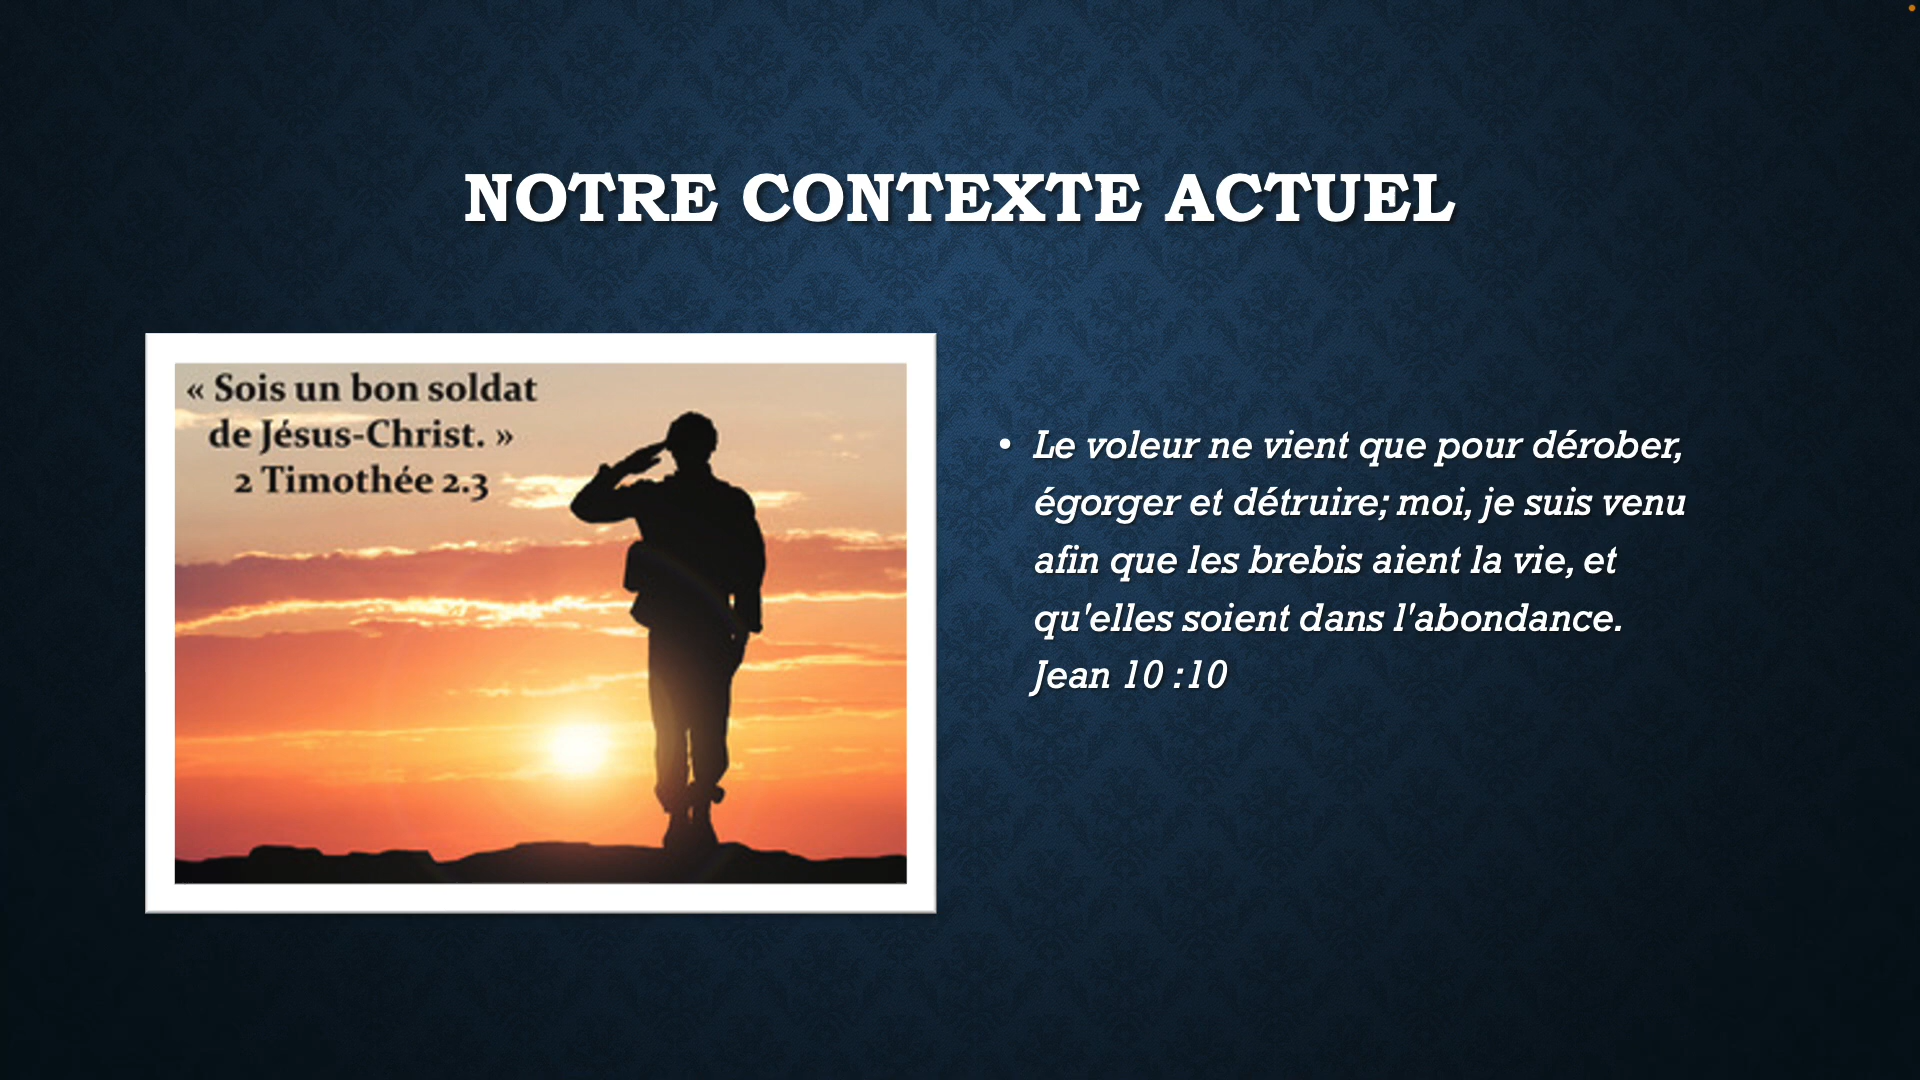 NOTRE CONTEXTE ACTUEL
« Sois un bon soldat
de Jésus-Christ. »
2 Timothée 2.3
• Le voleur ne vient que pour dérober,
égorger et détruire; moi, je suis venu
afin que les brebis aient la vie, et
qu'elles soient dans l'abondance.
Jean 10 :10